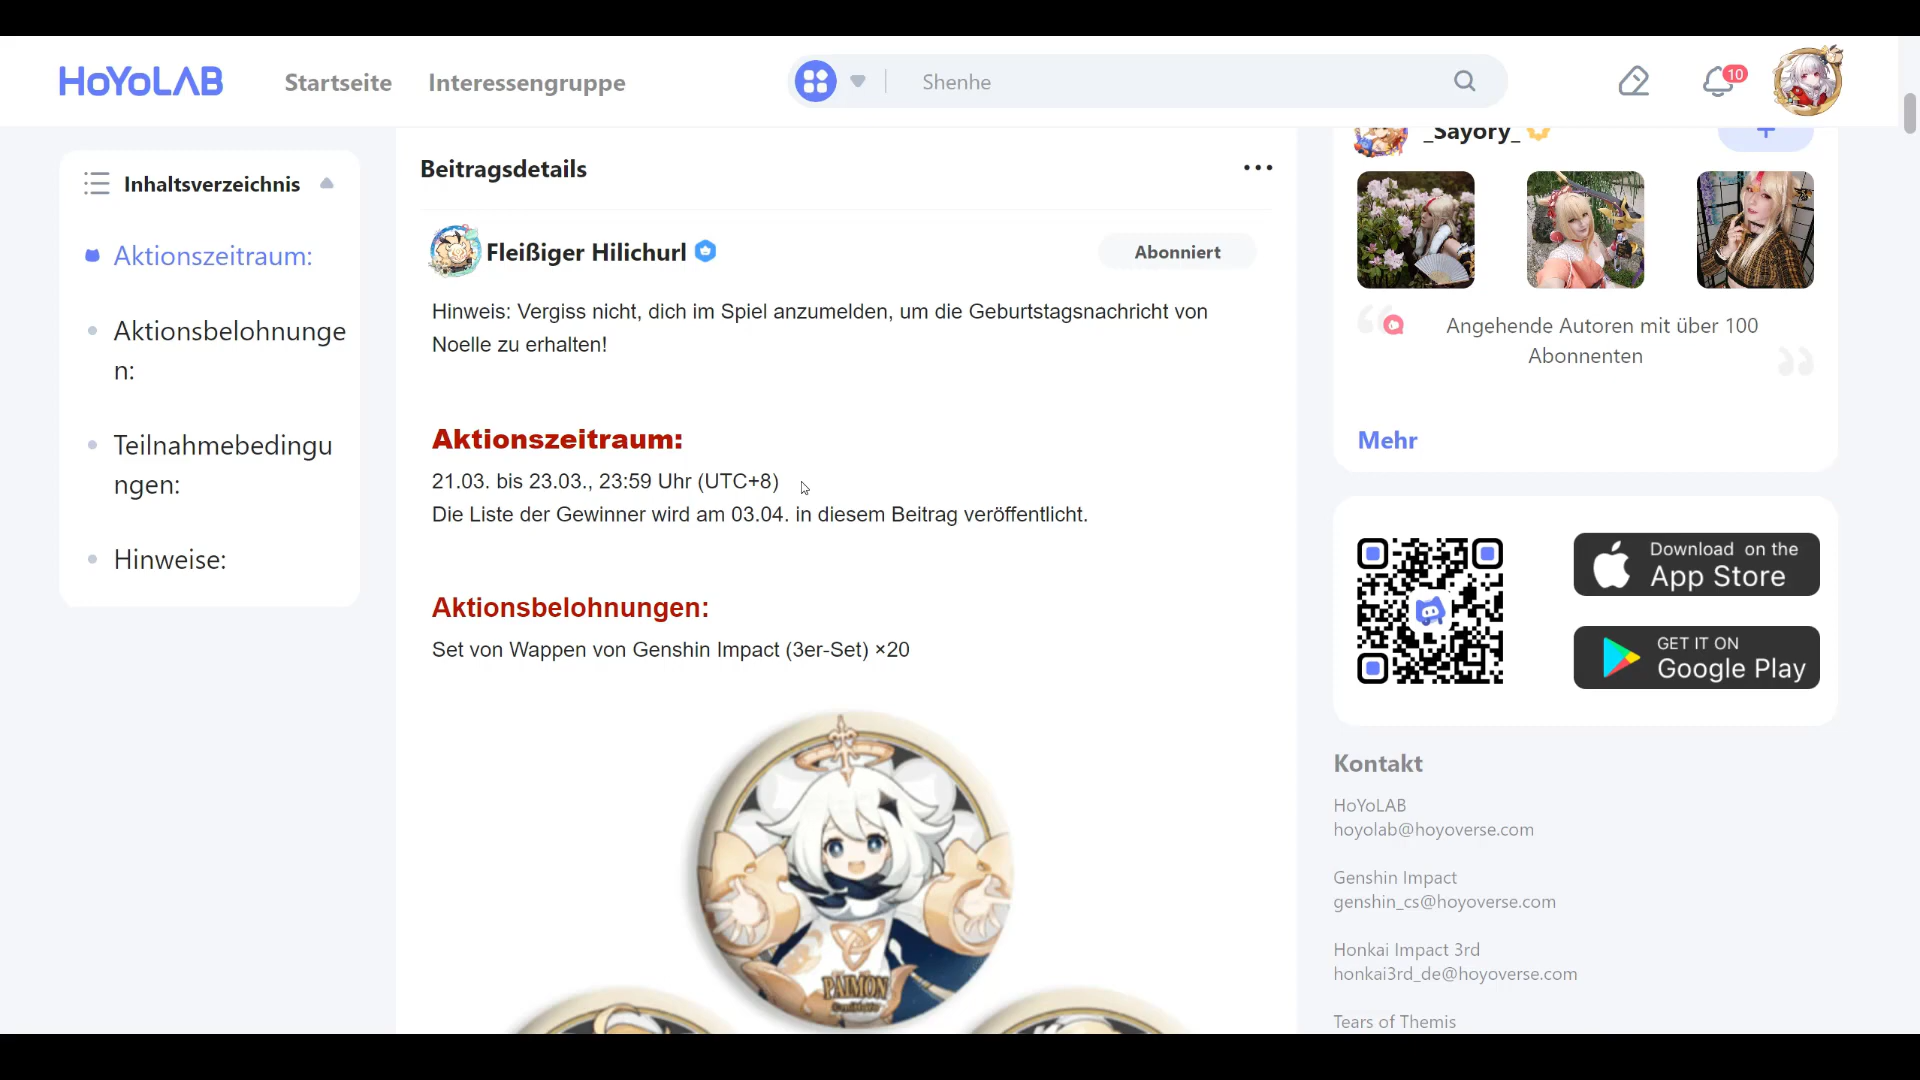 HoYoLAB
Startseite
Interessengruppe
Shenhe
10
Inhaltsverzeichnis
Aktionszeitraum:
Aktionsbelohnunge
n:
Teilnahmebedingu
ngen:
Hinweise:
Beitragsdetails
Fleißiger Hilichurl
Abonniert
Hinweis: Vergiss nicht, dich im Spiel anzumelden, um die Geburtstagsnachricht von
Noelle zu erhalten!
Aktionszeitraum:
21.03. bis 23.03., 23:59 Uhr (UTC+8)
Die Liste der Gewinner wird am 03.04. in diesem Beitrag veröffentlicht.
Aktionsbelohnungen:
Set von Wappen von Genshin Impact (3er-Set) ×20
PAIMON
_Sayory_
Angehende Autoren mit über 100
Abonnenten
Mehr
Download on the
App Store
GET IT ON
Google Play
Kontakt
HoYoLAB
hoyolab@hoyoverse.com
Genshin Impact
genshin_cs@hoyoverse.com
Honkai Impact 3rd
honkai3rd_de@hoyoverse.com
Tears of Themis